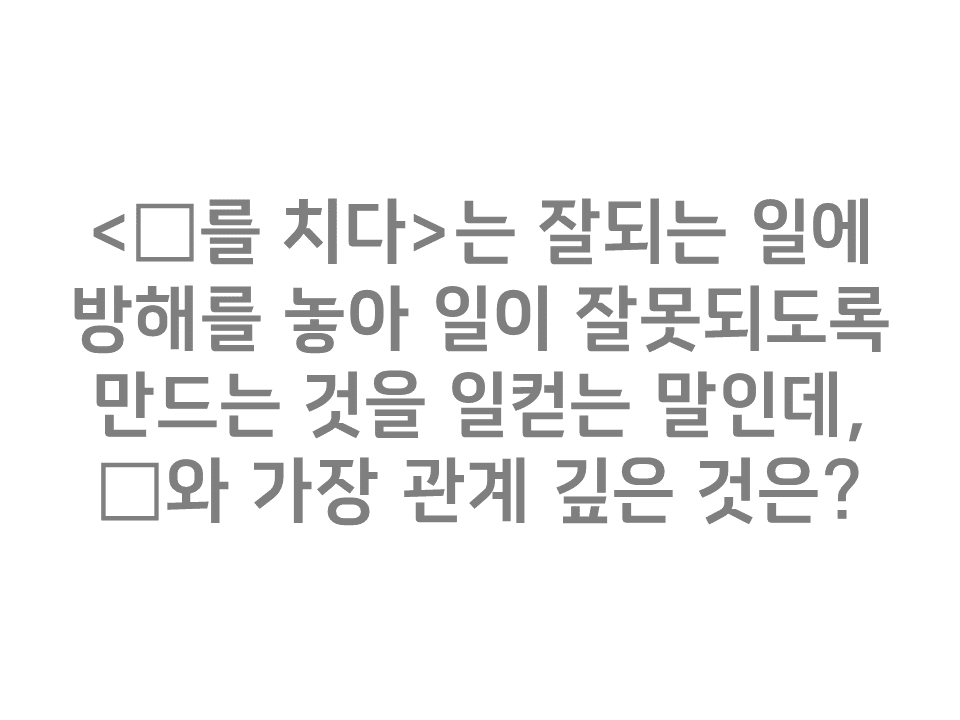 <□를 치다>는 잘되는 일에
방해를 놓아 일이 잘못되도록
만드는 것을 일컫는 말인데,
□와 가장 관계 깊은 것은?